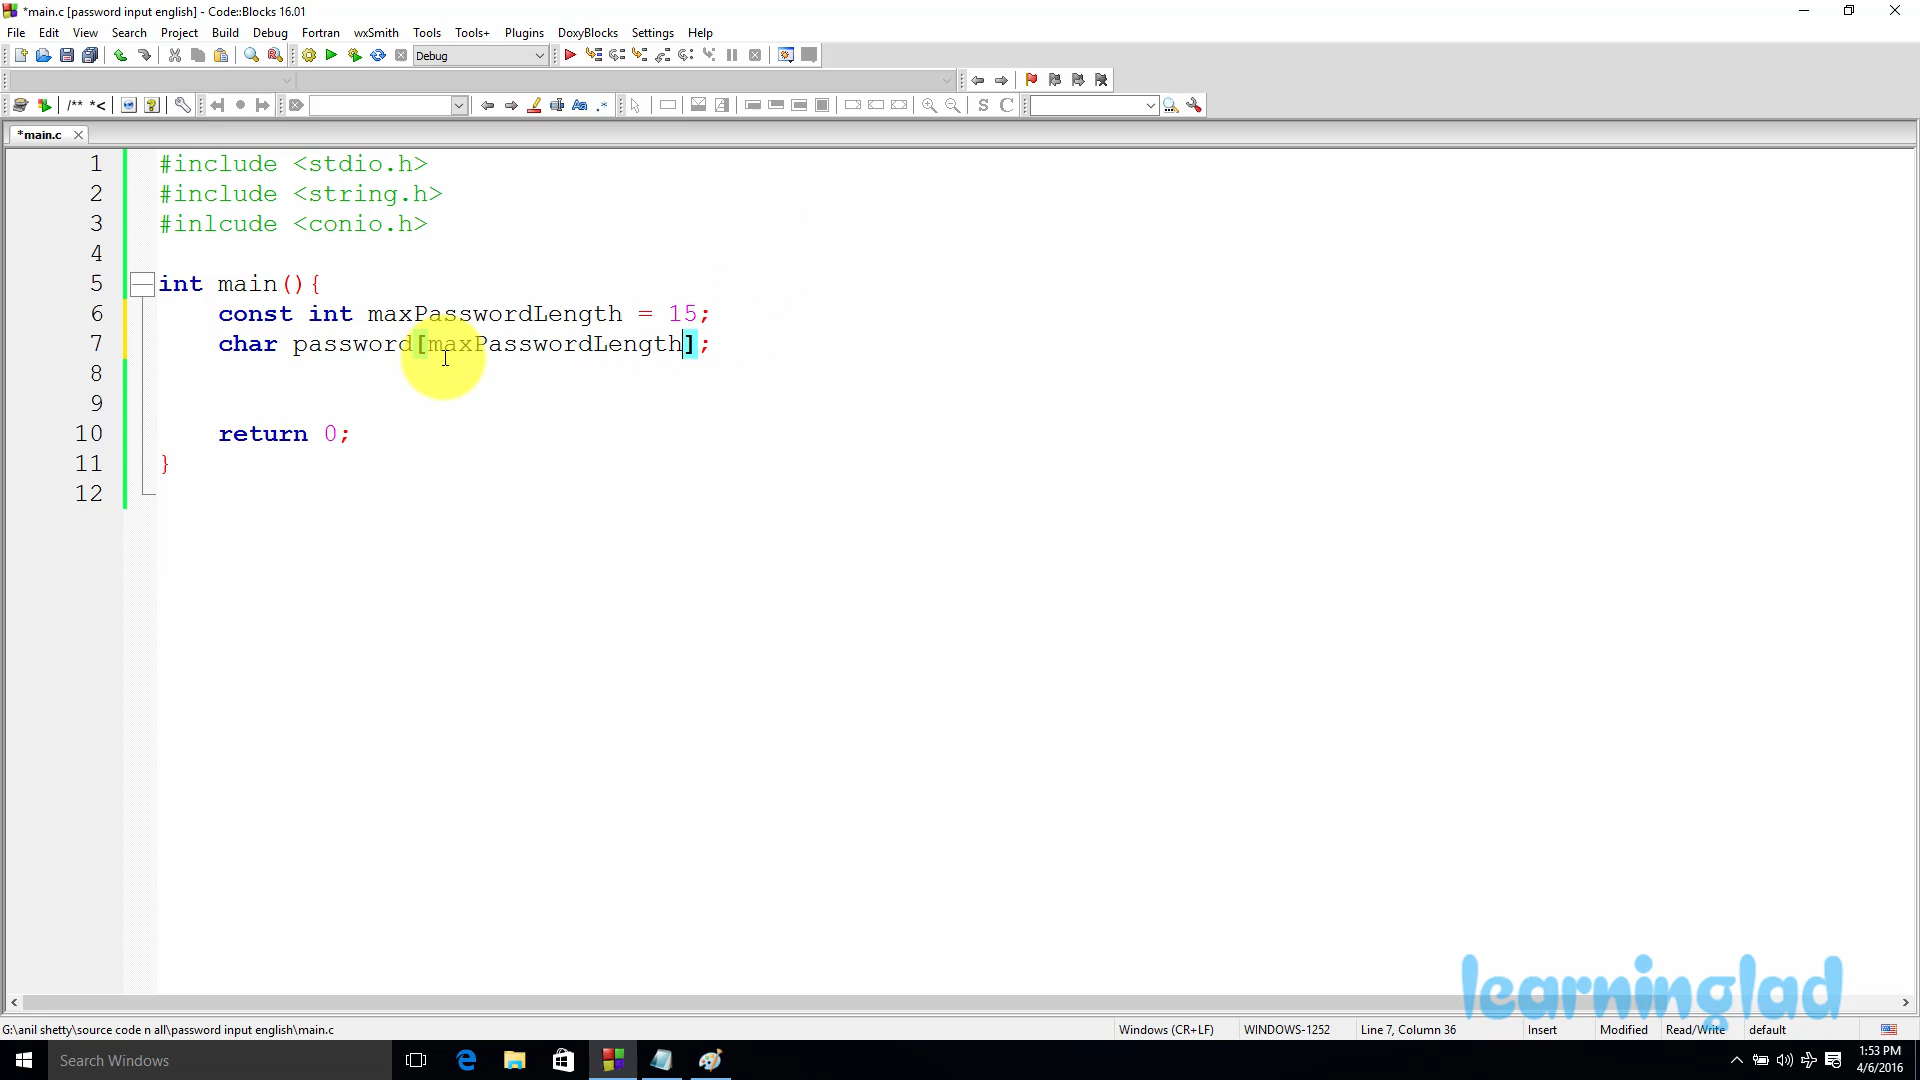 *main.c [password input english] - Code::Blocks 16.01
File Edit View Search Project Build Debug Fortran wxSmith Tools Tools+ Plugins DoxyBlocks Settings Help
Debug
/** *< S C
*main.c
1 #include <stdio.h>
2 #include <string.h>
3 #inlcude <conio.h>
4
5 int main(){
6 const int maxPasswordLength = 15;
7 char password[maxPasswordLength];
8
9
10 return 0;
11 }
12
learninglad
G:\anil shetty\source code n all\password input english\main.c Windows (CR+LF) WINDOWS-1252 Line 7, Column 36 Insert Modified Read/Write default
Search Windows 1:53 PM
4/6/2016